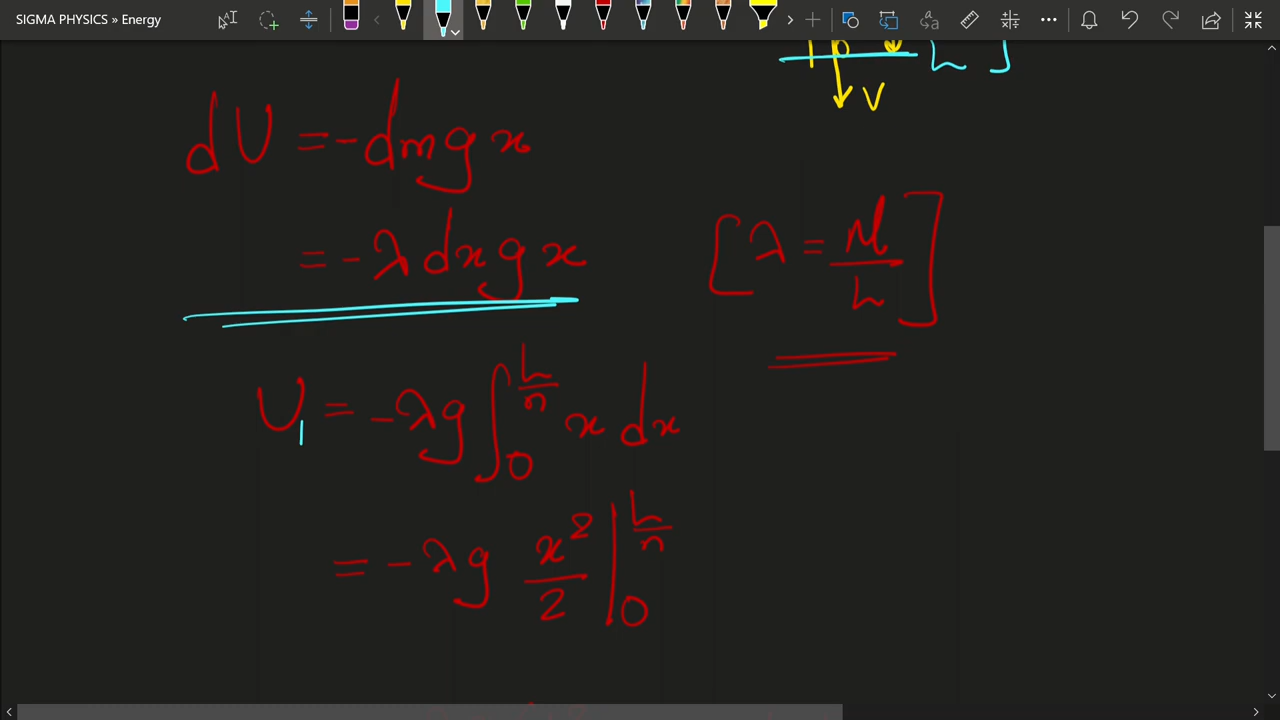 SIGMA PHYSICS » Energy
L
V
dU = -dmgx
= -λdxgx
[λ = M/L]
U₁ = -λg ∫₀^(L/n) x dx
= -λg x²/2 |₀^(L/n)